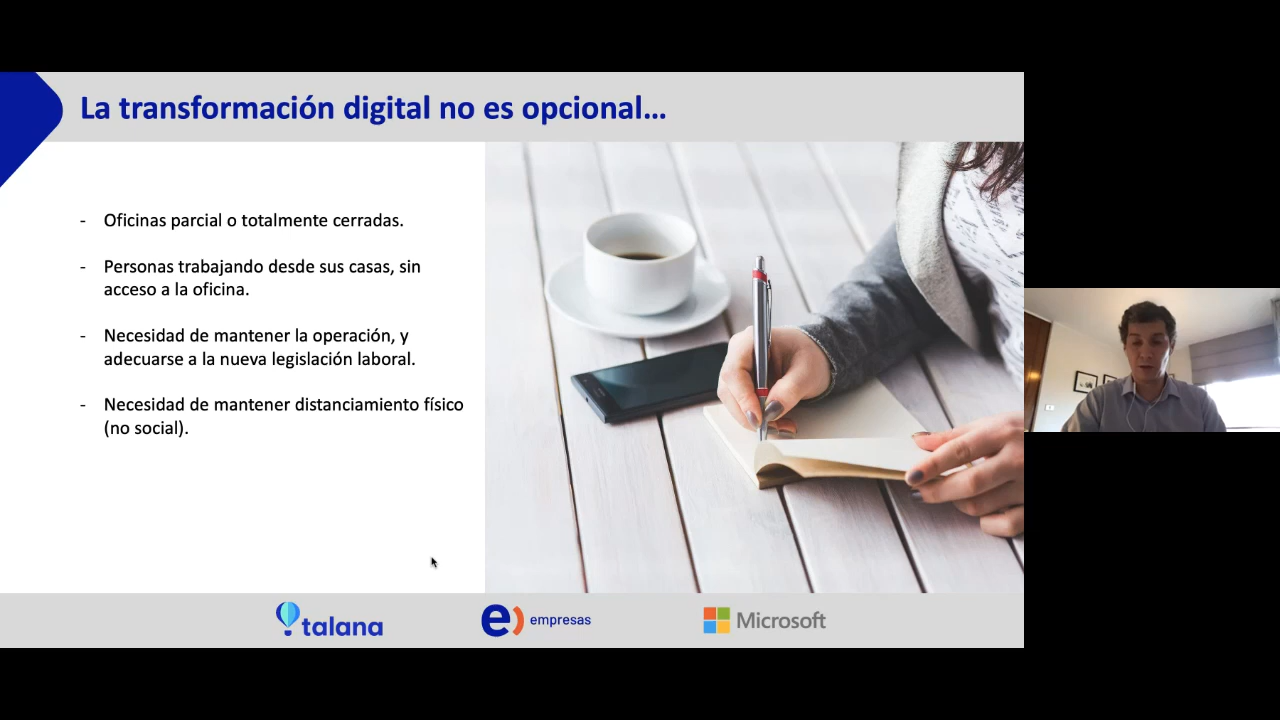 La transformación digital no es opcional...
- Oficinas parcial o totalmente cerradas.
- Personas trabajando desde sus casas, sin
acceso a la oficina.
- Necesidad de mantener la operación, y
adecuarse a la nueva legislación laboral.
- Necesidad de mantener distanciamiento físico
(no social).
talana
e) empresas
Microsoft